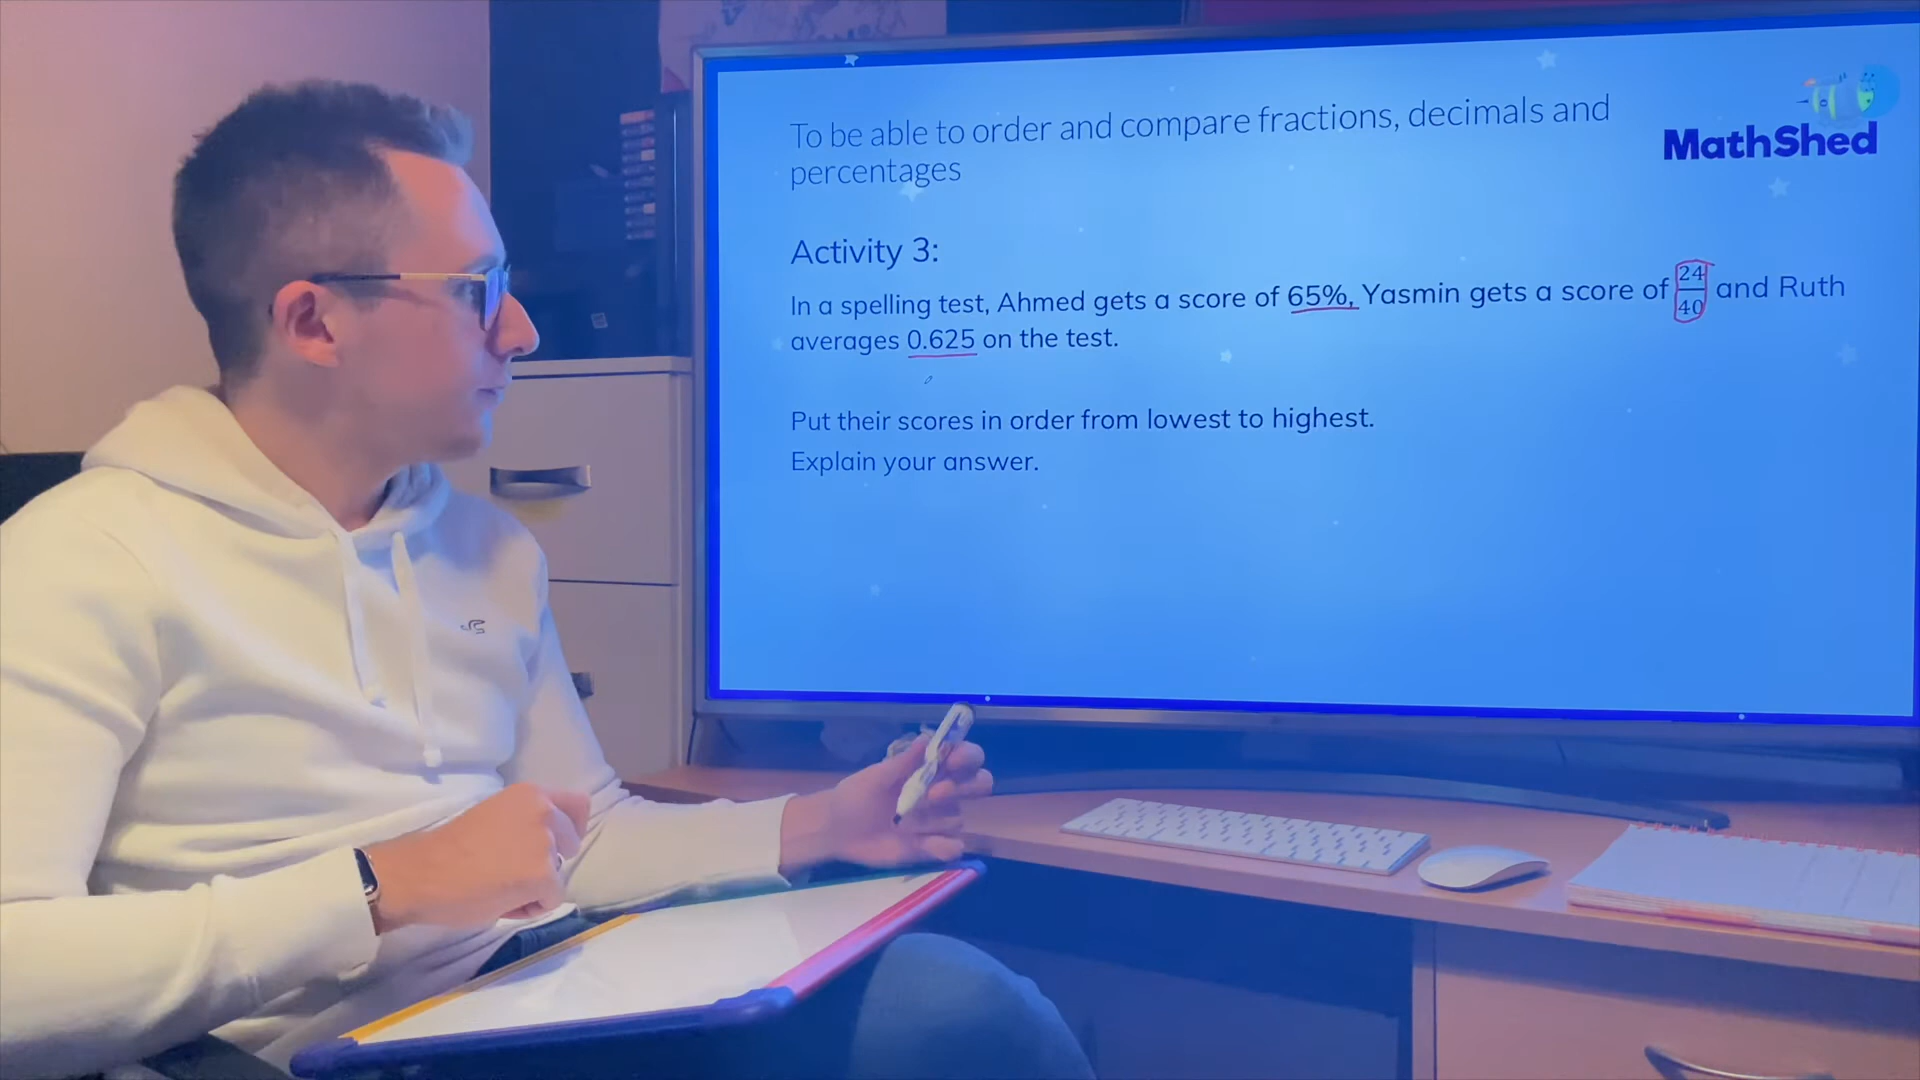 To be able to order and compare fractions, decimals and
percentages
MathShed
Activity 3:
In a spelling test, Ahmed gets a score of 65%, Yasmin gets a score of 24/40 and Ruth
averages 0.625 on the test.
Put their scores in order from lowest to highest.
Explain your answer.